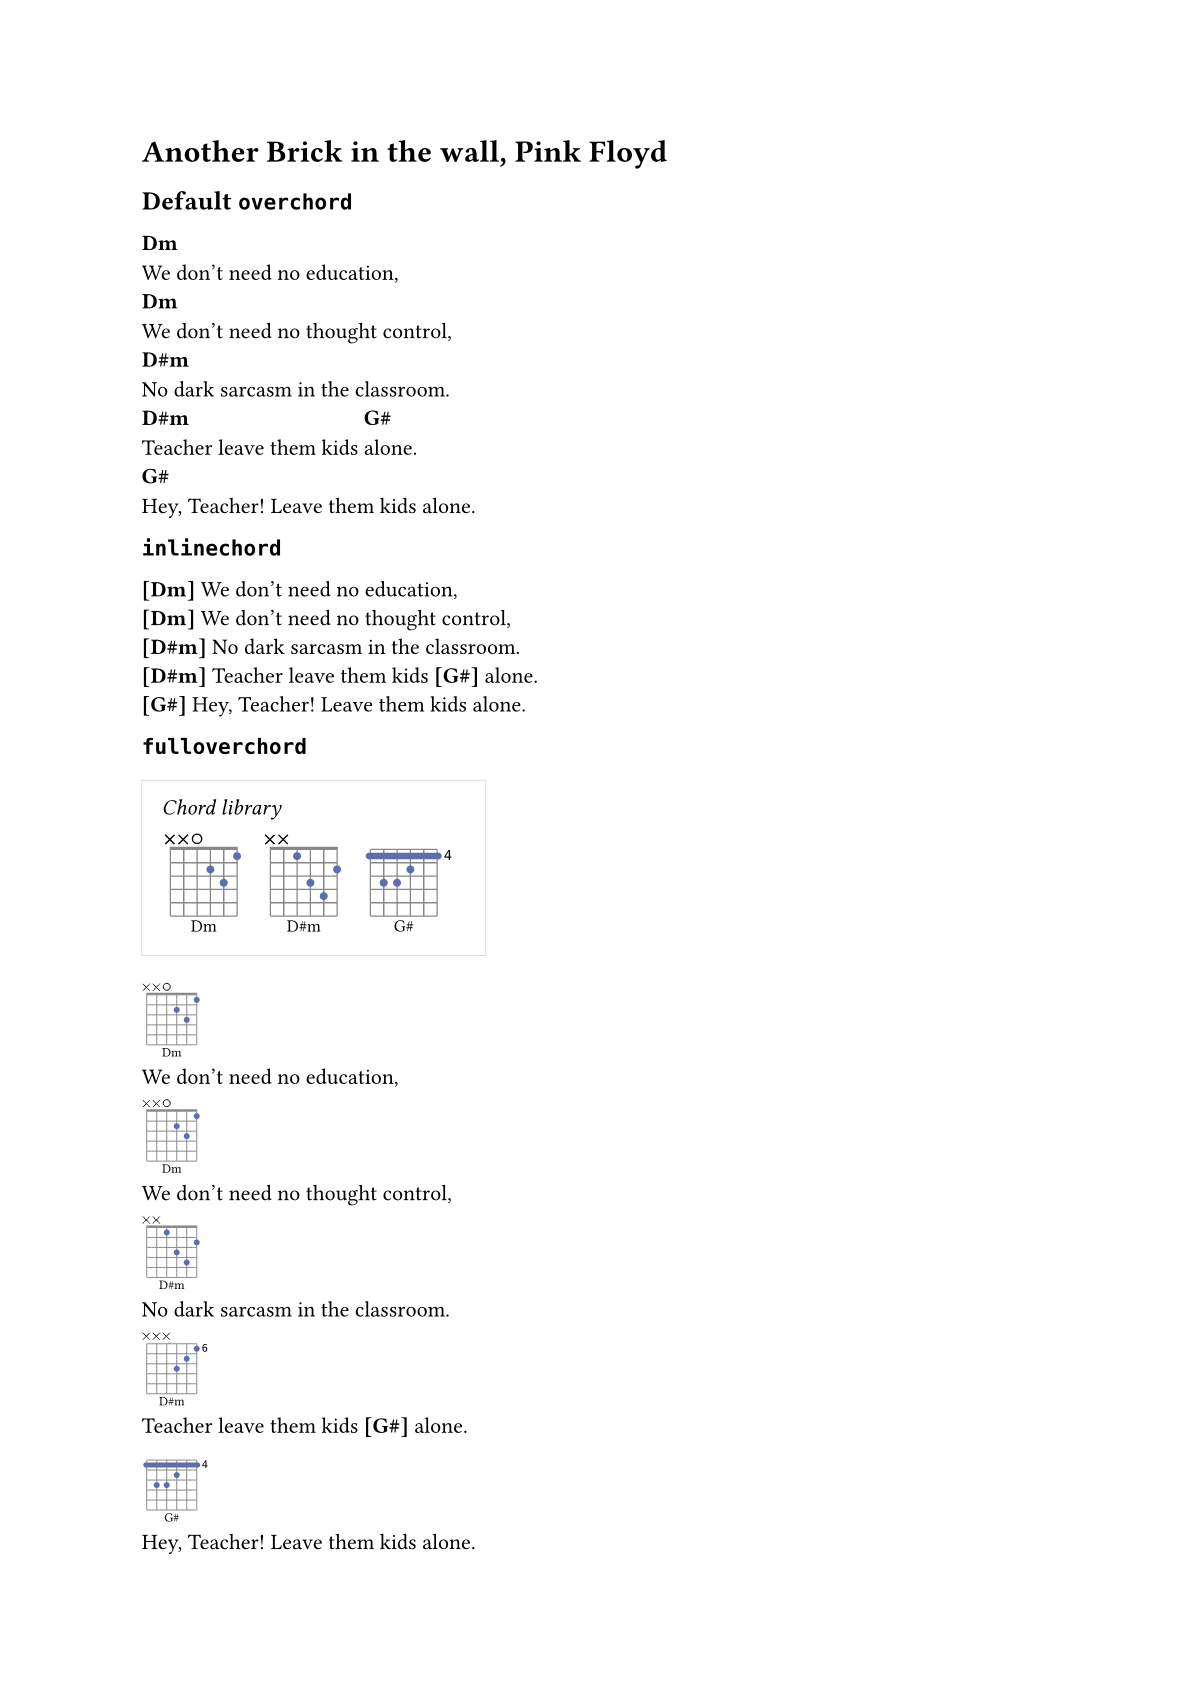 Another Brick in the wall, Pink Floyd
Default overchord
Dm
We don’t need no education,
Dm
We don’t need no thought control,
D#m
No dark sarcasm in the classroom.
D#m G#
Teacher leave them kids alone.
G#
Hey, Teacher! Leave them kids alone.
inlinechord
[Dm] We don’t need no education,
[Dm] We don’t need no thought control,
[D#m] No dark sarcasm in the classroom.
[D#m] Teacher leave them kids [G#] alone.
[G#] Hey, Teacher! Leave them kids alone.
fulloverchord
Chord library
××○ ×× 4
Dm D#m G#
××○
Dm
We don’t need no education,
××○
Dm
We don’t need no thought control,
××
D#m
No dark sarcasm in the classroom.
×××
6
D#m
Teacher leave them kids [G#] alone.
4
G#
Hey, Teacher! Leave them kids alone.